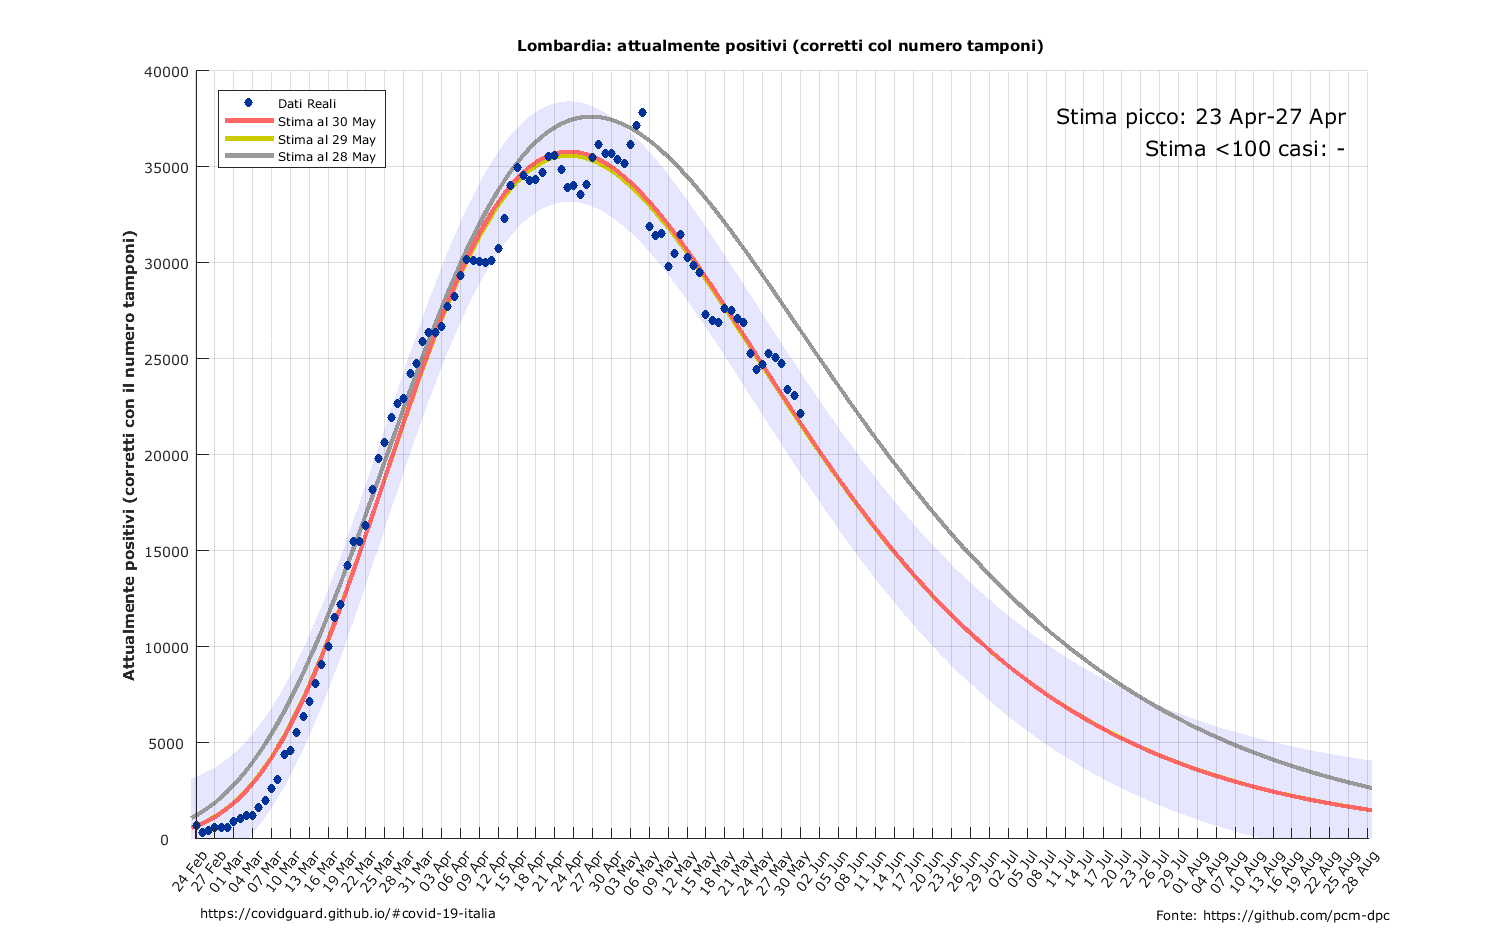 Lombardia: attualmente positivi (corretti col numero tamponi)
40000
35000
30000
25000
20000
15000
10000
5000
0
Attualmente positivi (corretti con il numero tamponi)
Dati Reali
Stima al 30 May
Stima al 29 May
Stima al 28 May
Stima picco: 23 Apr-27 Apr
Stima <100 casi: -
24 Feb
27 Feb
01 Mar
04 Mar
07 Mar
10 Mar
13 Mar
16 Mar
19 Mar
22 Mar
25 Mar
28 Mar
31 Mar
03 Apr
06 Apr
09 Apr
12 Apr
15 Apr
18 Apr
21 Apr
24 Apr
27 Apr
30 Apr
03 May
06 May
09 May
12 May
15 May
18 May
21 May
24 May
27 May
30 May
02 Jun
05 Jun
08 Jun
11 Jun
14 Jun
17 Jun
20 Jun
23 Jun
26 Jun
29 Jun
02 Jul
05 Jul
08 Jul
11 Jul
14 Jul
17 Jul
20 Jul
23 Jul
26 Jul
29 Jul
01 Aug
04 Aug
07 Aug
10 Aug
13 Aug
16 Aug
19 Aug
22 Aug
25 Aug
28 Aug
https://covidguard.github.io/#covid-19-italia
Fonte: https://github.com/pcm-dpc